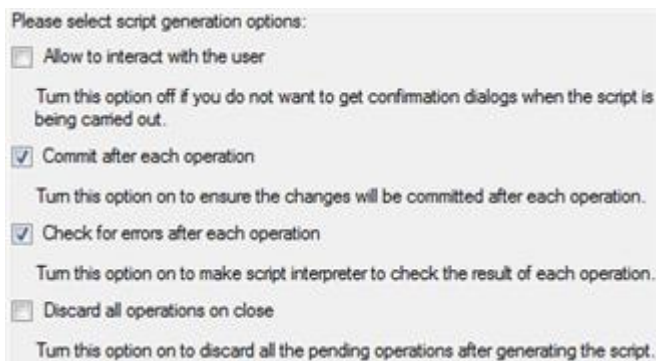 Please select script generation options:
Allow to interact with the user
Turn this option off if you do not want to get confirmation dialogs when the script is
being carried out.
Commit after each operation
Turn this option on to ensure the changes will be committed after each operation.
Check for errors after each operation
Turn this option on to make script interpreter to check the result of each operation.
Discard all operations on close
Turn this option on to discard all the pending operations after generating the script.